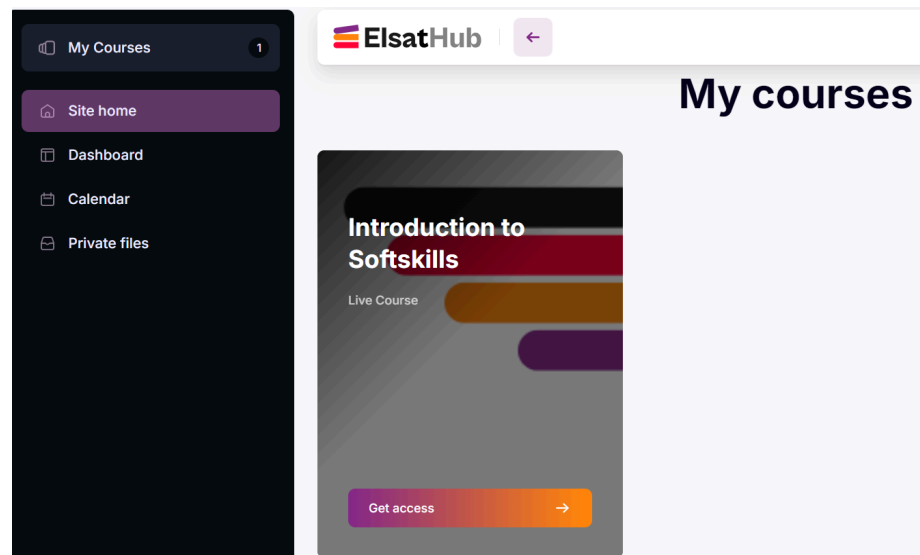 My Courses 1
Site home
Dashboard
Calendar
Private files
ElsatHub
My courses
Introduction to
Softskills
Live Course
Get access